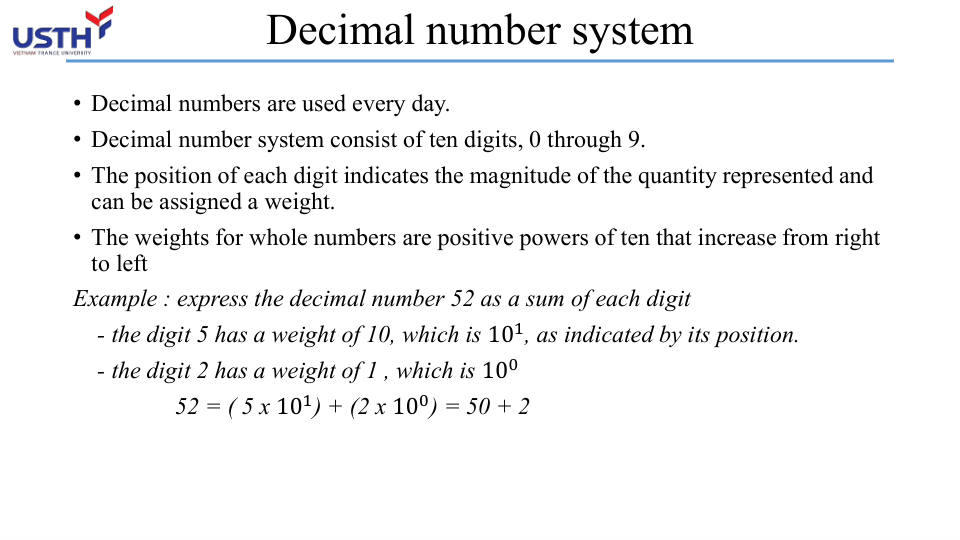 USTH
VIETNAM FRANCE UNIVERSITY
Decimal number system
• Decimal numbers are used every day.
• Decimal number system consist of ten digits, 0 through 9.
• The position of each digit indicates the magnitude of the quantity represented and
can be assigned a weight.
• The weights for whole numbers are positive powers of ten that increase from right
to left
Example : express the decimal number 52 as a sum of each digit
- the digit 5 has a weight of 10, which is 10¹, as indicated by its position.
- the digit 2 has a weight of 1 , which is 10⁰
52 = ( 5 x 10¹) + (2 x 10⁰) = 50 + 2